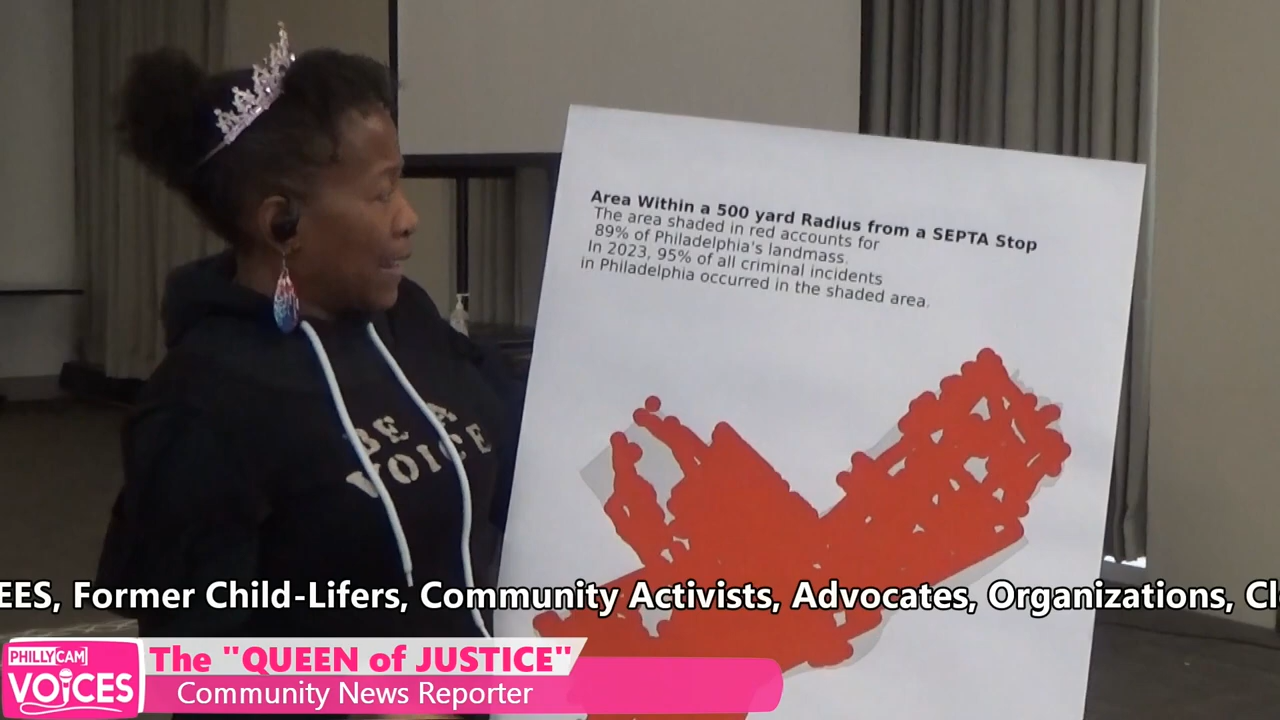 Area Within a 500 yard Radius from a SEPTA Stop
The area shaded in red accounts for
89% of Philadelphia's landmass.
In 2023, 95% of all criminal incidents
in Philadelphia occurred in the shaded area.
BE A
VOICE
EES, Former Child-Lifers, Community Activists, Advocates, Organizations, Cl
PHILLYCAM
VOICES
The "QUEEN of JUSTICE"
Community News Reporter